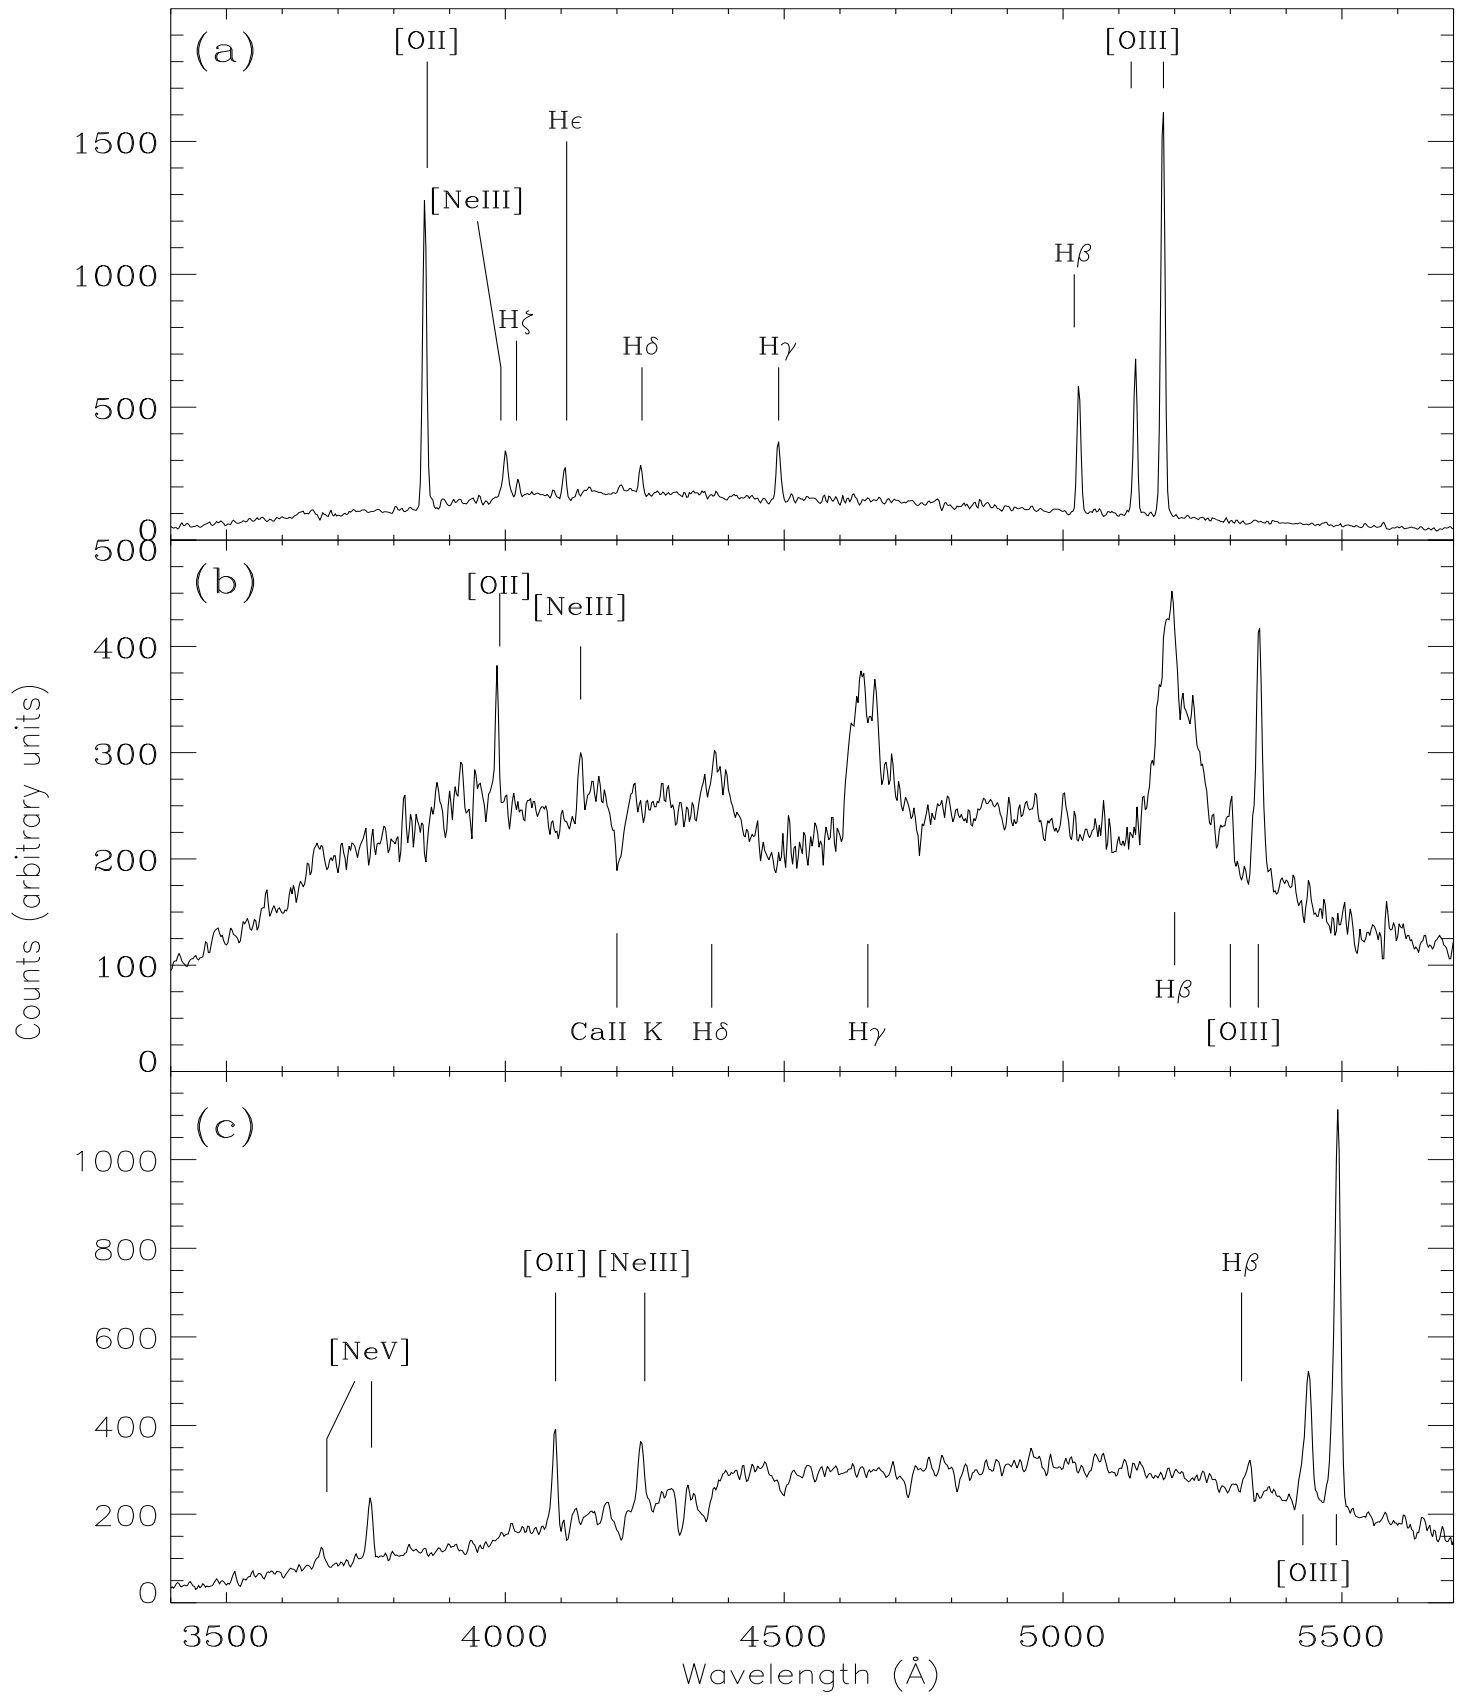 (a)
[OII]
[OIII]
Hϵ
[NeIII]
Hβ
Hζ
Hδ
Hγ
1500
1000
500
0
(b)
[OII]
[NeIII]
500
400
300
200
100
0
Hβ
CaII K
Hδ
Hγ
[OIII]
Counts (arbitrary units)
(c)
1000
800
600
400
200
0
[OII]
[NeIII]
Hβ
[NeV]
[OIII]
3500
4000
4500
5000
5500
Wavelength (Å)